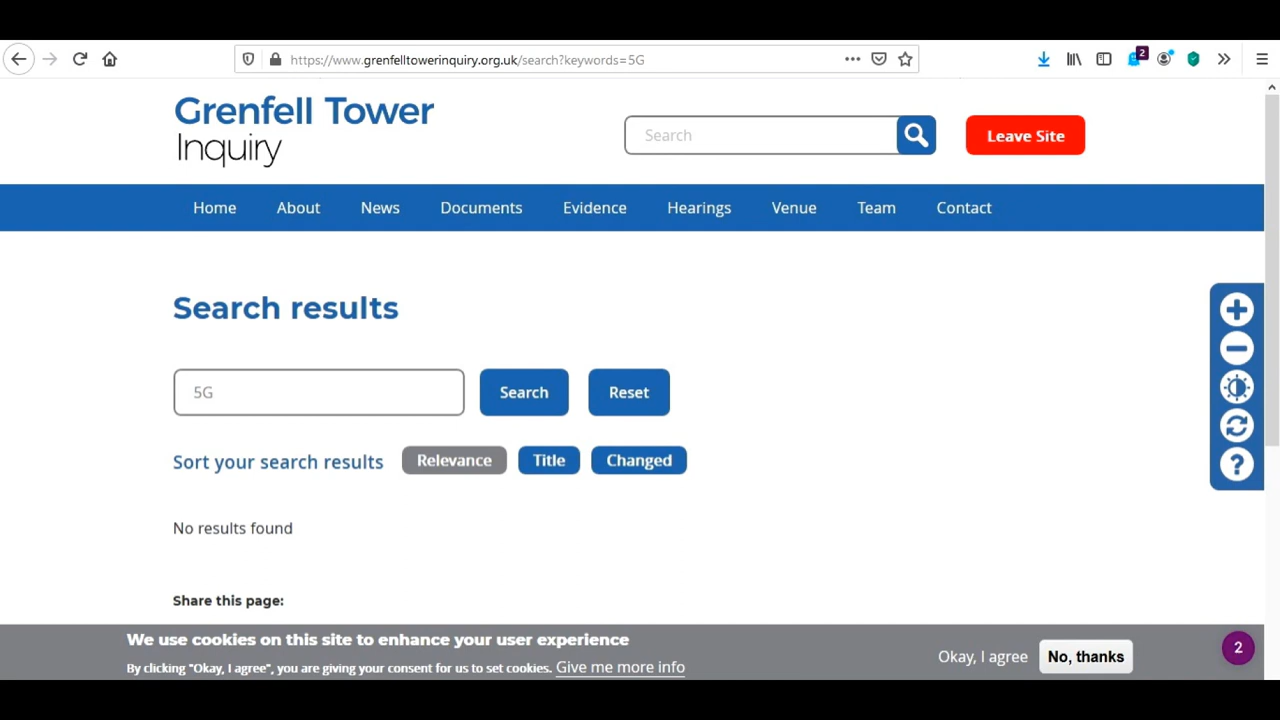 https://www.grenfelltowerinquiry.org.uk/search?keywords=5G
2
Grenfell Tower
Inquiry
Search
Leave Site
Home About News Documents Evidence Hearings Venue Team Contact
Search results
5G Search Reset
Sort your search results Relevance Title Changed
No results found
Share this page:
We use cookies on this site to enhance your user experience
By clicking "Okay, I agree", you are giving your consent for us to set cookies. Give me more info
Okay, I agree No, thanks
2